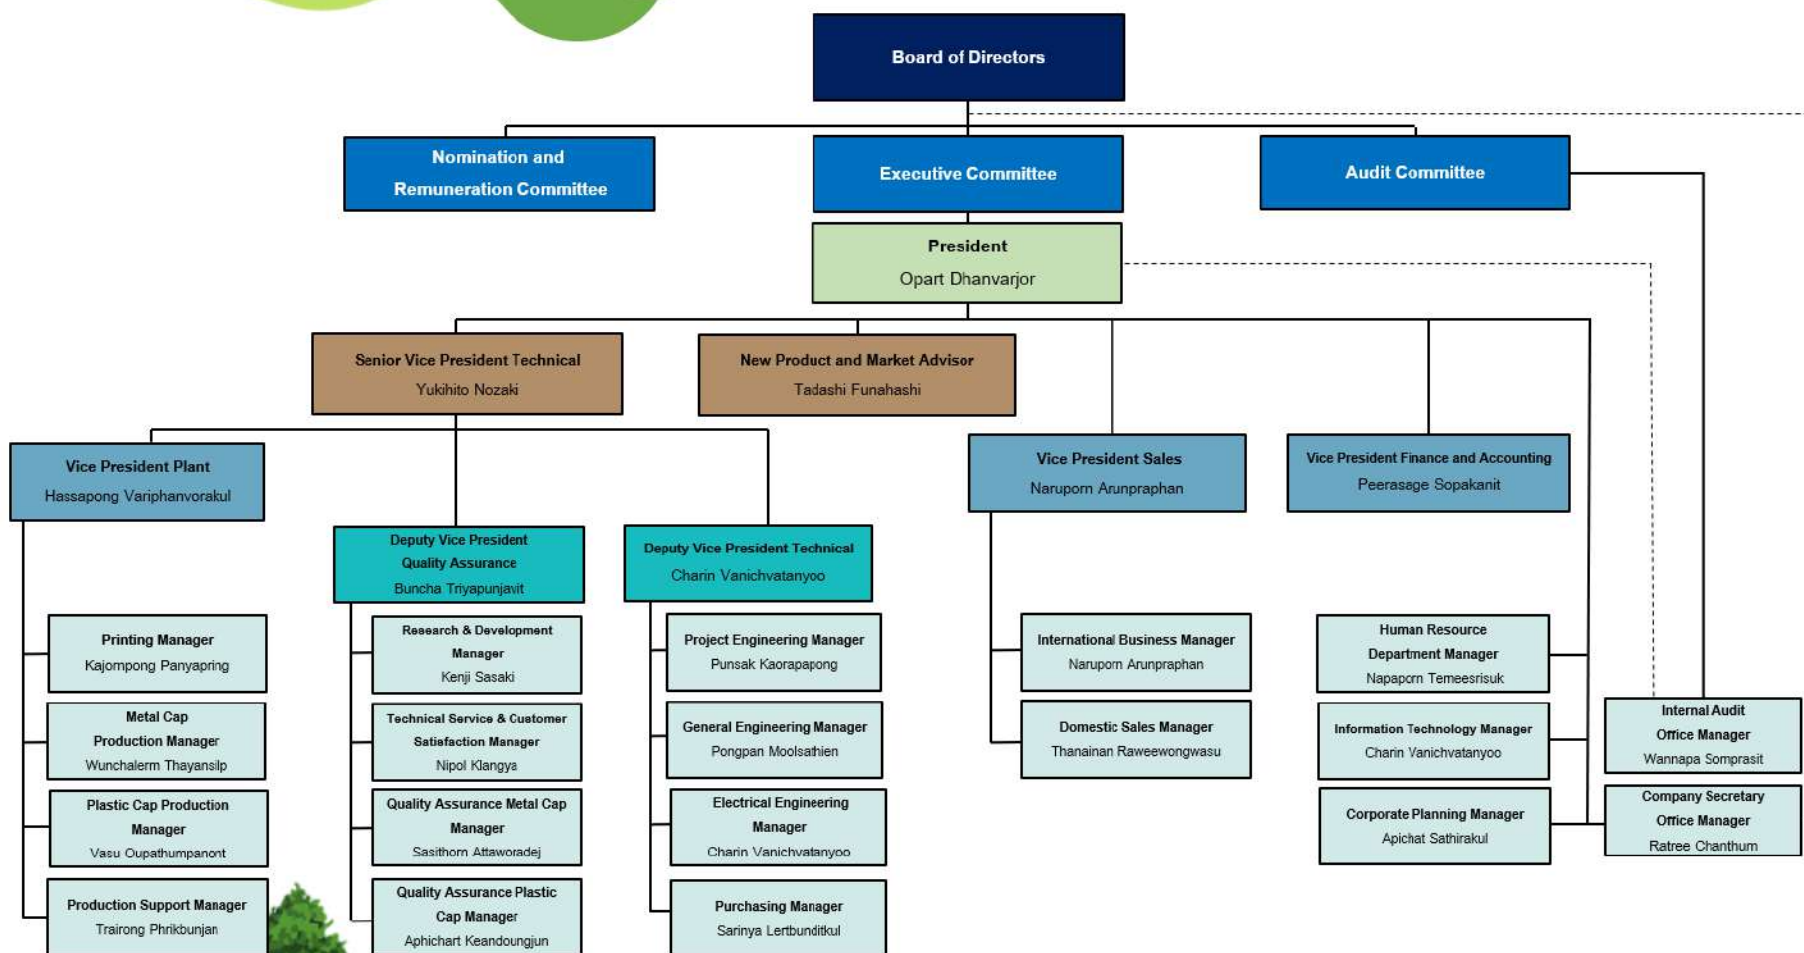 Board of Directors
Nomination and
Remuneration Committee
Executive Committee
Audit Committee
President
Opart Dhanvarjor
Senior Vice President Technical
Yukihito Nozaki
New Product and Market Advisor
Tadashi Funahashi
Vice President Plant
Hassapong Variphanvorakul
Vice President Sales
Naruporn Arunpraphan
Vice President Finance and Accounting
Peerasage Sopakanit
Deputy Vice President
Quality Assurance
Buncha Triyapunjavit
Deputy Vice President Technical
Charin Vanichvatanyoo
Printing Manager
Kajompong Panyapring
Metal Cap
Production Manager
Wunchalerm Thayansilp
Plastic Cap Production
Manager
Vasu Oupathumpanont
Production Support Manager
Trairong Phrikbunjan
Research & Development
Manager
Kenji Sasaki
Technical Service & Customer
Satisfaction Manager
Nipol Klangya
Quality Assurance Metal Cap
Manager
Sasithorn Attaworadej
Quality Assurance Plastic
Cap Manager
Aphichart Keandoungjun
Project Engineering Manager
Punsak Kaorapapong
General Engineering Manager
Pongpan Moolsathien
Electrical Engineering
Manager
Charin Vanichvatanyoo
Purchasing Manager
Sarinya Lertbunditkul
International Business Manager
Naruporn Arunpraphan
Domestic Sales Manager
Thanainan Raweewongwasu
Human Resource
Department Manager
Napaporn Temeesrisuk
Information Technology Manager
Charin Vanichvatanyoo
Corporate Planning Manager
Apichat Sathirakul
Internal Audit
Office Manager
Wannapa Somprasit
Company Secretary
Office Manager
Ratree Chanthum